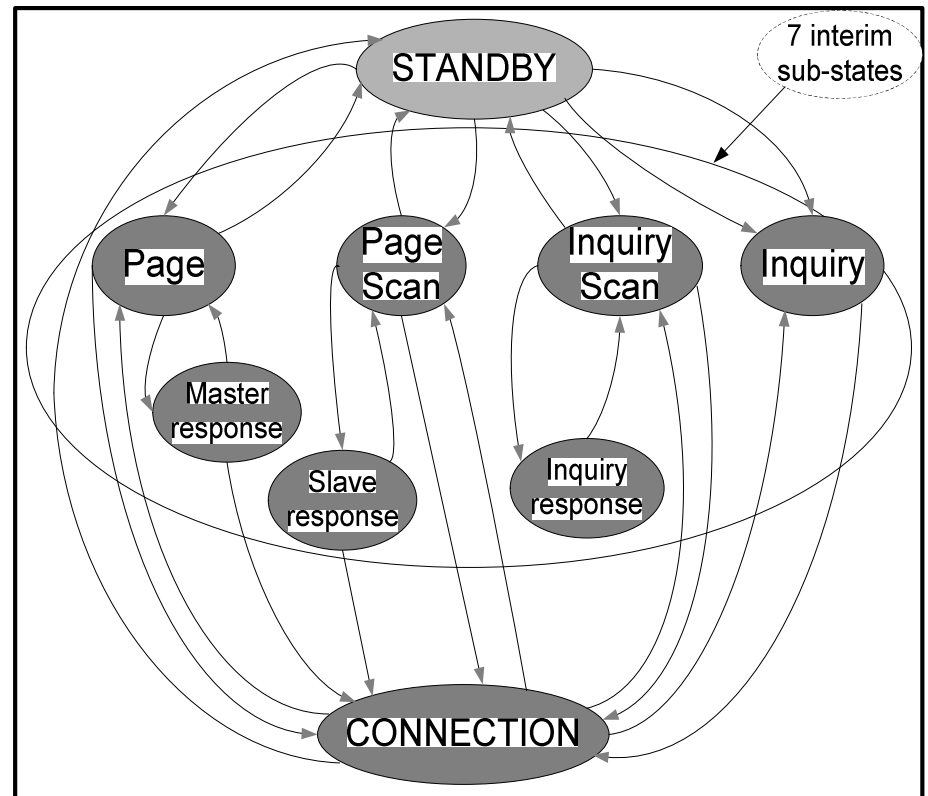 7 interim
sub-states
STANDBY
Page
Page
Scan
Inquiry
Scan
Inquiry
Master
response
Slave
response
Inquiry
response
CONNECTION